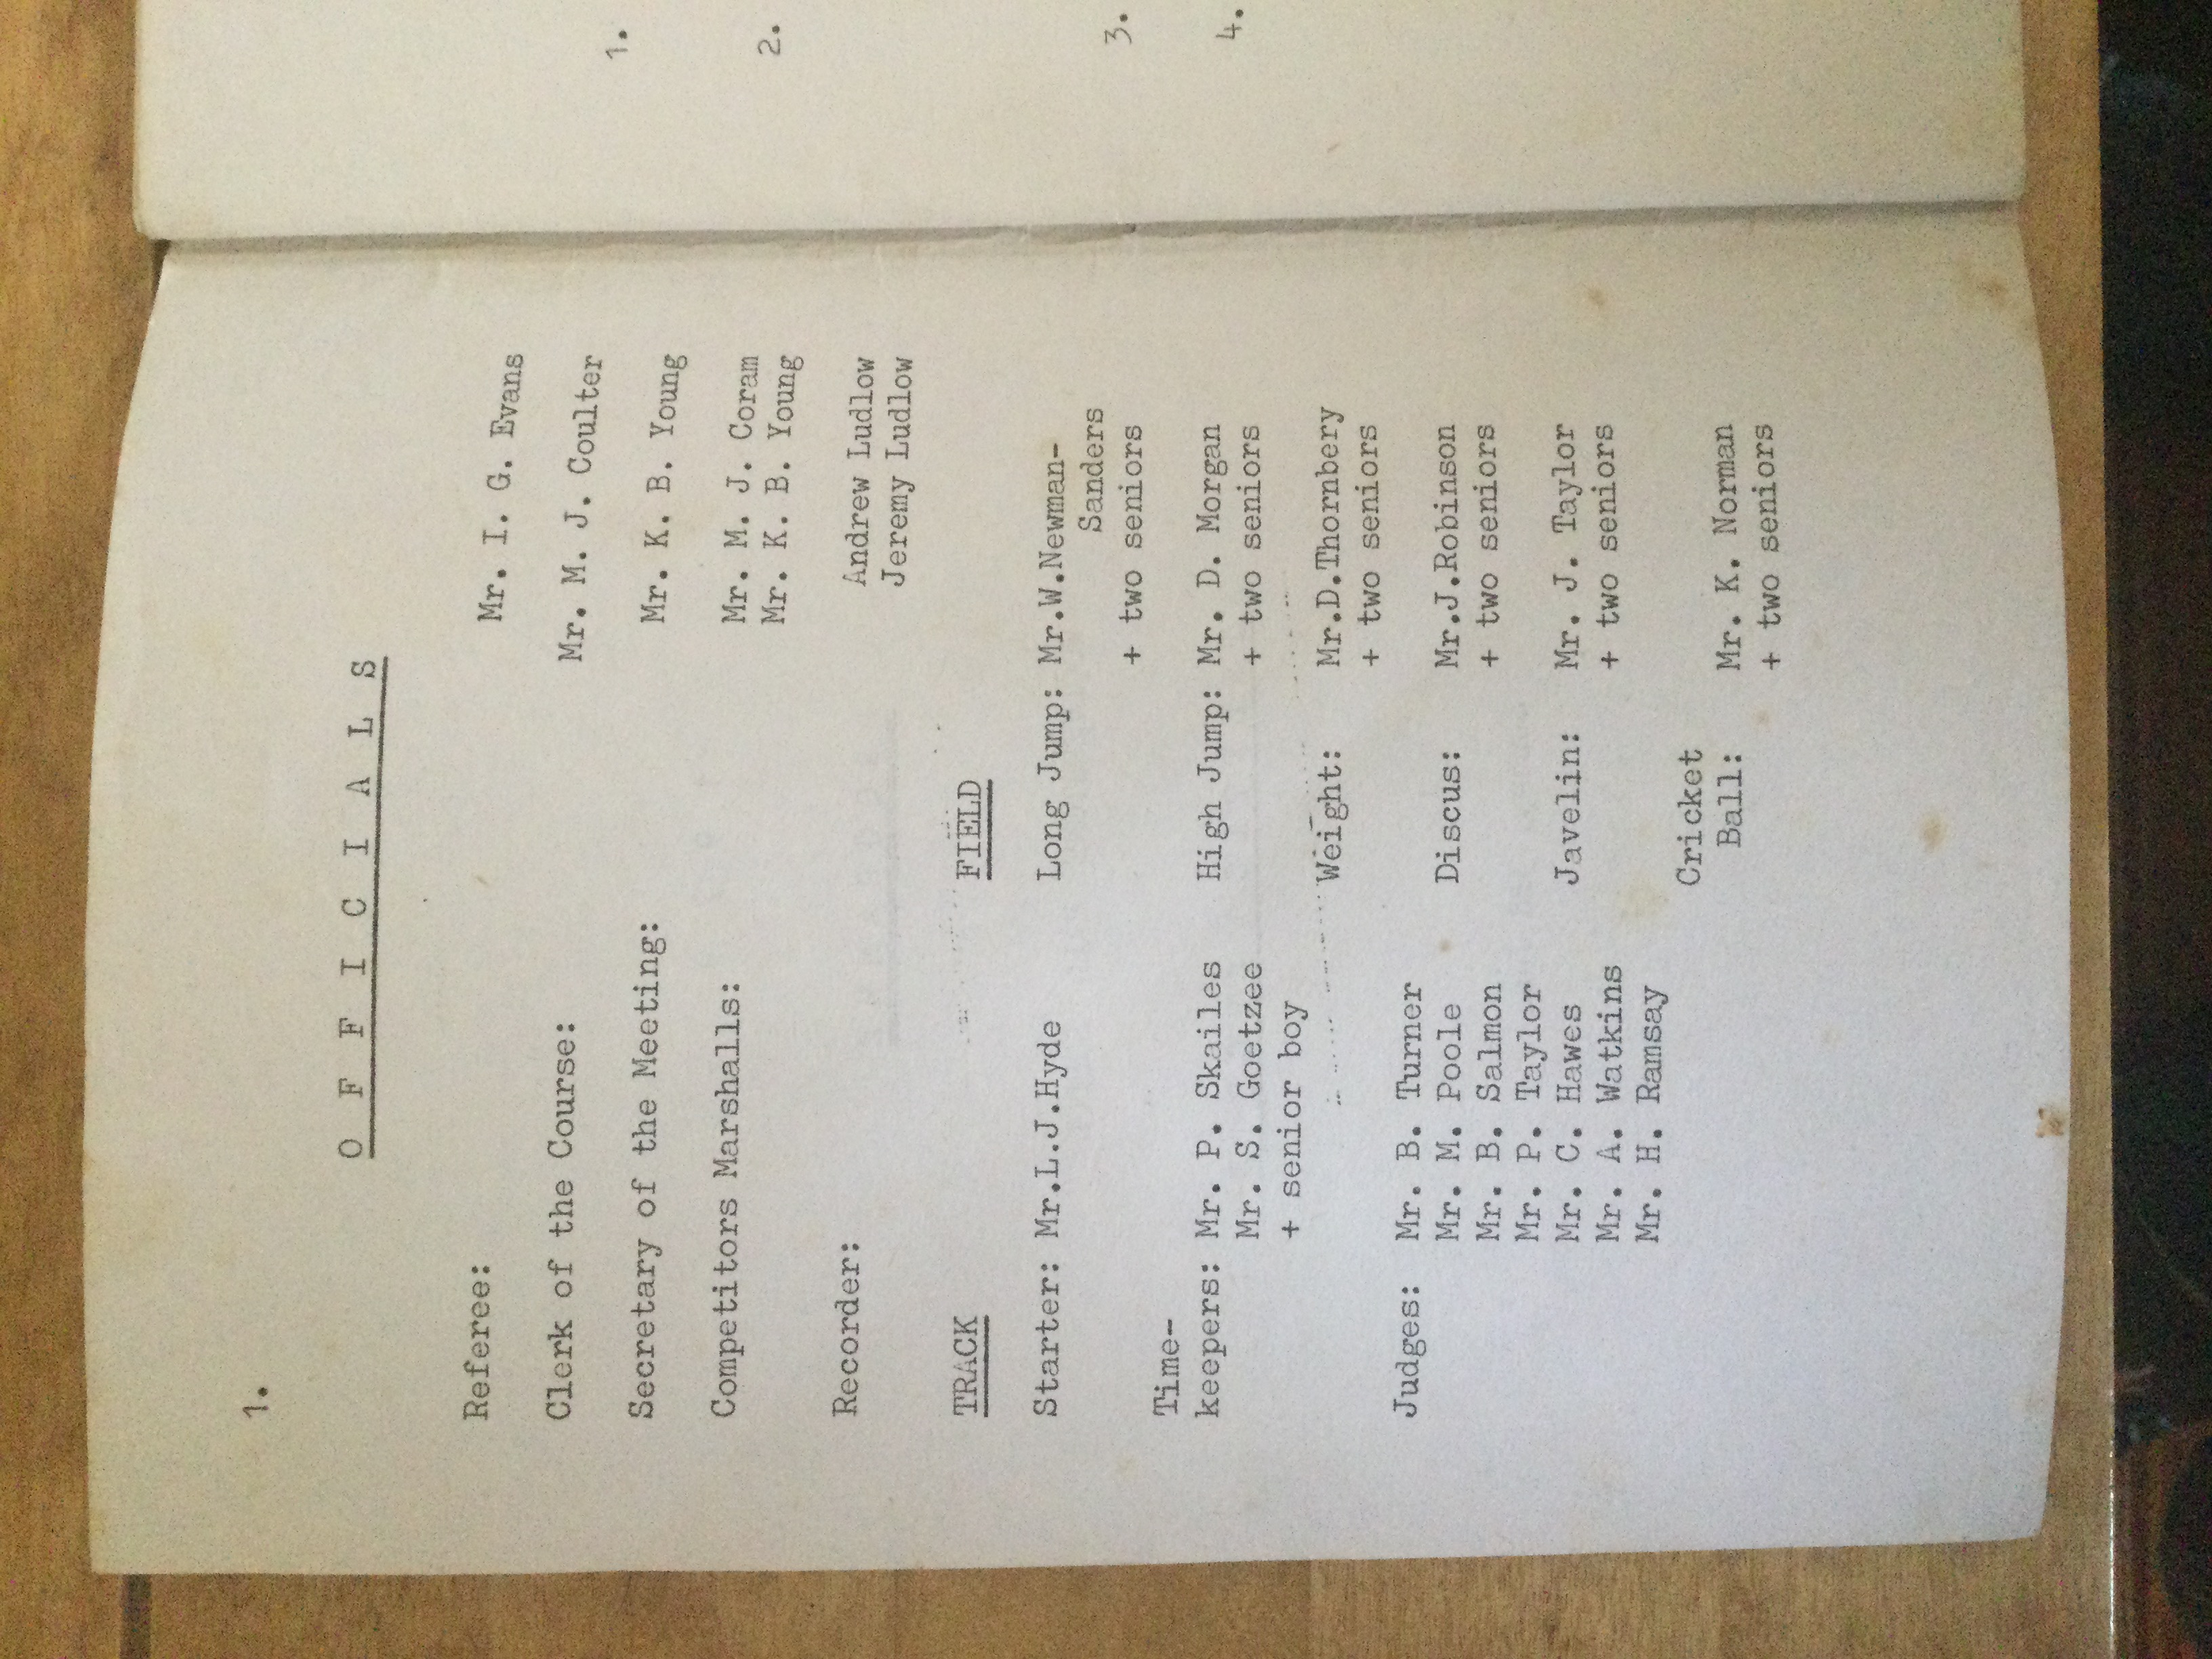 1.
O F F I C I A L S
Referee: Mr. I. G. Evans
Clerk of the Course: Mr. M. J. Coulter
Secretary of the Meeting: Mr. K. B. Young
Competitors Marshalls: Mr. M. J. Coram
Mr. K. B. Young
Recorder: Andrew Ludlow
Jeremy Ludlow
TRACK
Starter: Mr.L.J.Hyde
Time-
keepers: Mr. P. Skailes
Mr. S. Goetzee
+ senior boy
Judges: Mr. B. Turner
Mr. M. Poole
Mr. B. Salmon
Mr. P. Taylor
Mr. C. Hawes
Mr. A. Watkins
Mr. H. Ramsay
FIELD
Long Jump: Mr.W.Newman-
Sanders
+ two seniors
High Jump: Mr. D. Morgan
+ two seniors
Weight: Mr.D.Thornbery
+ two seniors
Discus: Mr.J.Robinson
+ two seniors
Javelin: Mr. J. Taylor
+ two seniors
Cricket
Ball: Mr. K. Norman
+ two seniors
1.
2.
3.
4.